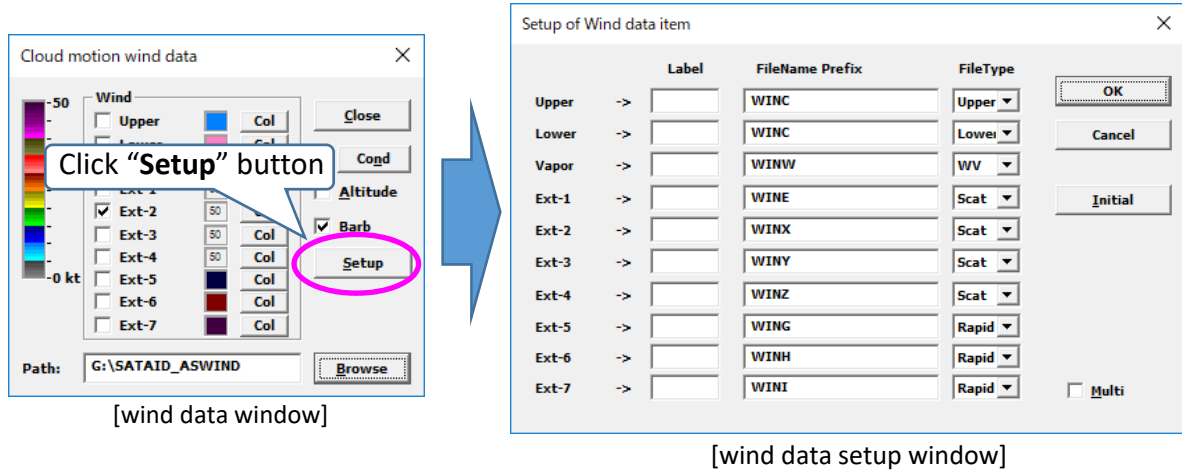 Cloud motion wind data
-50
Wind
Upper
Col
Close
Click “Setup” button
Cond
Altitude
Ext-2
50
Barb
Ext-3
50
Col
Ext-4
50
Col
Setup
-0 kt
Ext-5
Col
Ext-6
Col
Ext-7
Col
Path:
G:\SATAID_ASWIND
Browse
[wind data window]
Setup of Wind data item
Label FileName Prefix FileType
Upper -> WINC Upper
OK
Lower -> WINC Lower
Cancel
Vapor -> WINW WV
Ext-1 -> WINE Scat
Initial
Ext-2 -> WINX Scat
Ext-3 -> WINY Scat
Ext-4 -> WINZ Scat
Ext-5 -> WING Rapid
Ext-6 -> WINH Rapid
Ext-7 -> WINI Rapid
Multi
[wind data setup window]